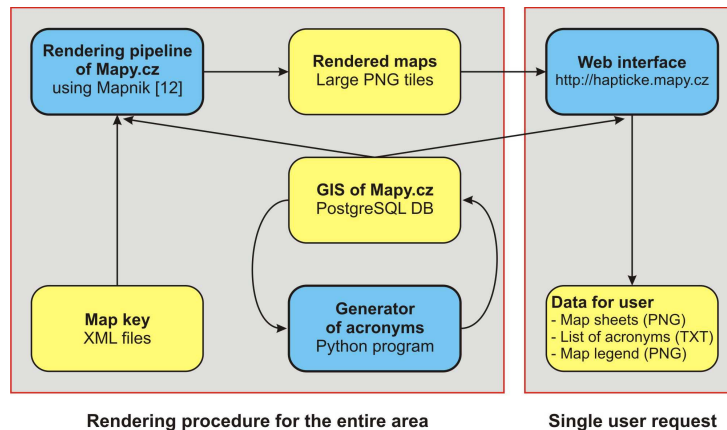 Rendering pipeline
of Mapy.cz
using Mapnik [12]
Rendered maps
Large PNG tiles
Web interface
http://hapticke.mapy.cz
GIS of Mapy.cz
PostgreSQL DB
Map key
XML files
Generator
of acronyms
Python program
Data for user
- Map sheets (PNG)
- List of acronyms (TXT)
- Map legend (PNG)
Rendering procedure for the entire area
Single user request